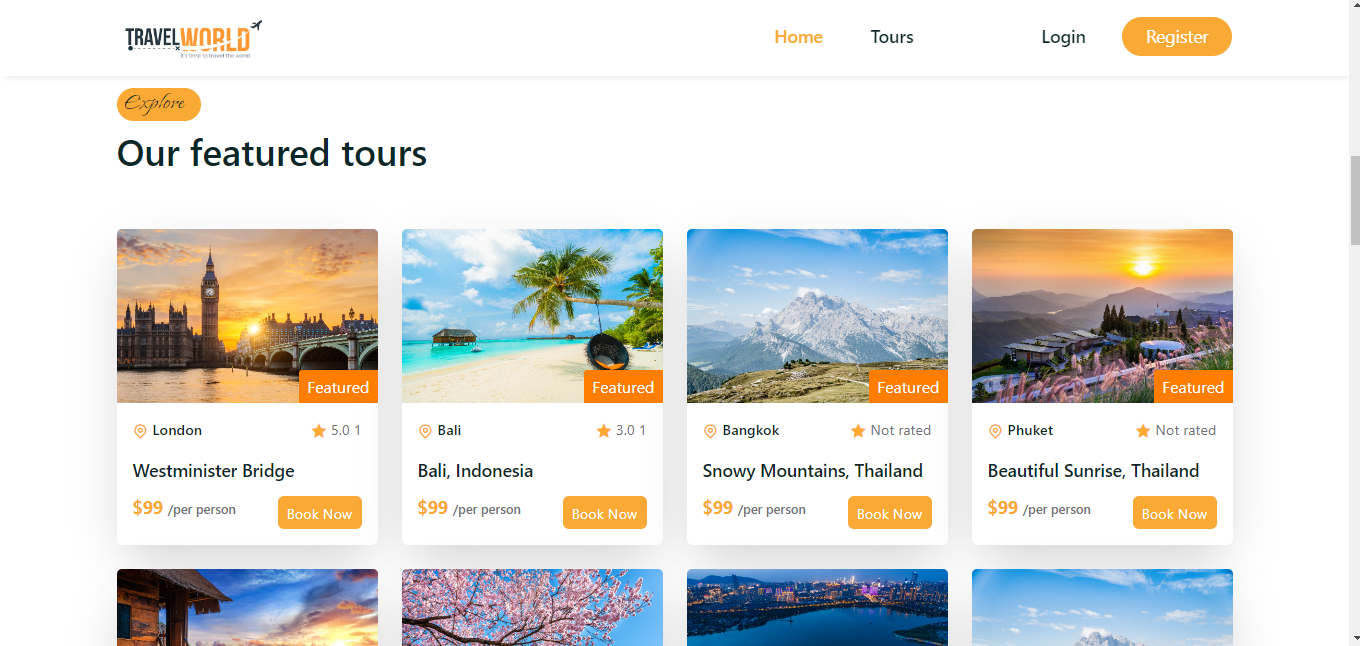 TRAVELWORLD
it's time to travel the world
Home
Tours
Login
Register
Explore
Our featured tours
Featured
Featured
Featured
Featured
London
5.0 1
Bali
3.0 1
Bangkok
Not rated
Phuket
Not rated
Westminister Bridge
Bali, Indonesia
Snowy Mountains, Thailand
Beautiful Sunrise, Thailand
$99 /per person
Book Now
$99 /per person
Book Now
$99 /per person
Book Now
$99 /per person
Book Now